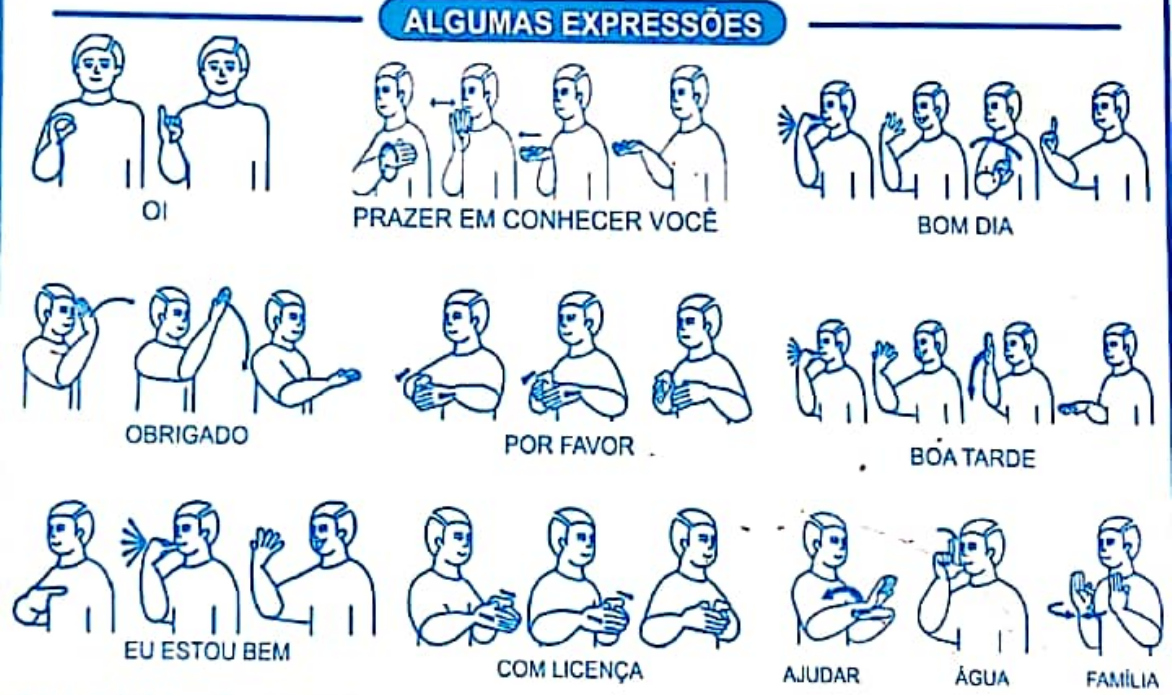 ALGUMAS EXPRESSÕES
OI
PRAZER EM CONHECER VOCÊ
BOM DIA
OBRIGADO
POR FAVOR
BOA TARDE
EU ESTOU BEM
COM LICENÇA
AJUDAR
ÁGUA
FAMÍLIA